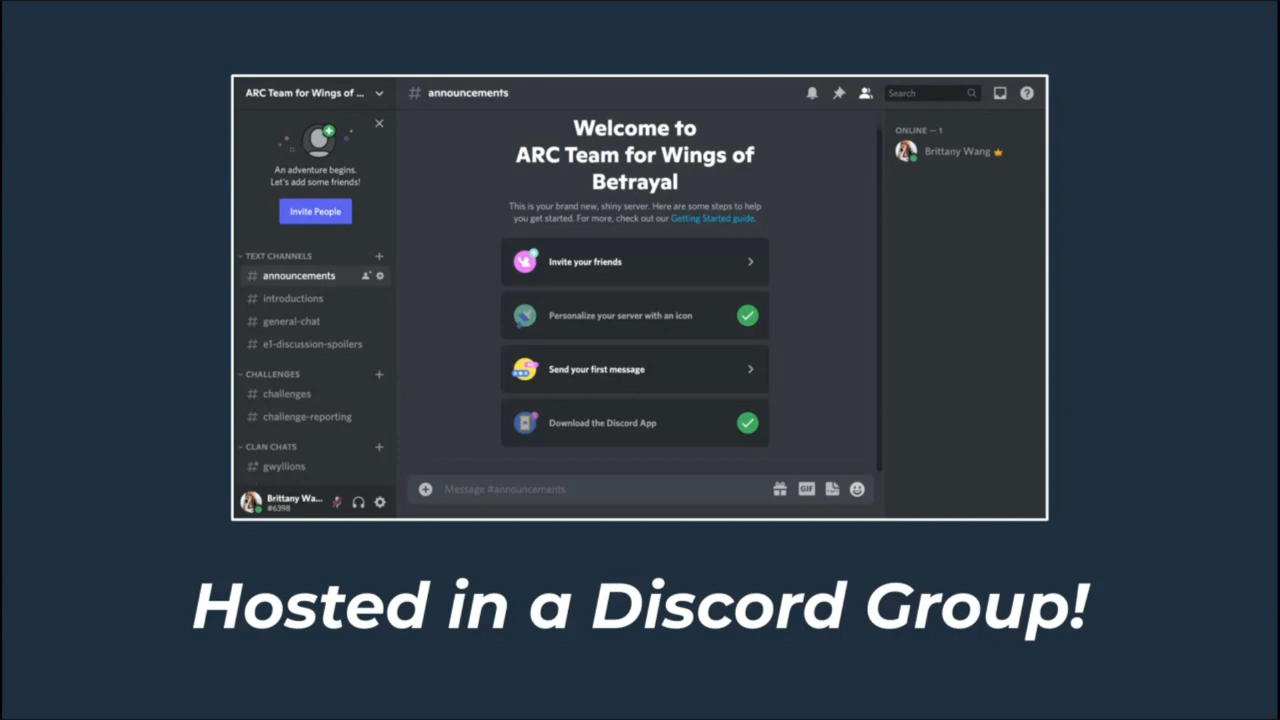 ARC Team for Wings of ...
announcements
Search
An adventure begins.
Let's add some friends!
Invite People
TEXT CHANNELS
announcements
introductions
general-chat
e1-discussion-spoilers
CHALLENGES
challenges
challenge-reporting
CLAN CHATS
gwyllions
Brittany Wa...
#6398
Welcome to
ARC Team for Wings of
Betrayal
This is your brand new, shiny server. Here are some steps to help
you get started. For more, check out our Getting Started guide.
Invite your friends
Personalize your server with an icon
Send your first message
Download the Discord App
Message #announcements
GIF
ONLINE — 1
Brittany Wang
Hosted in a Discord Group!